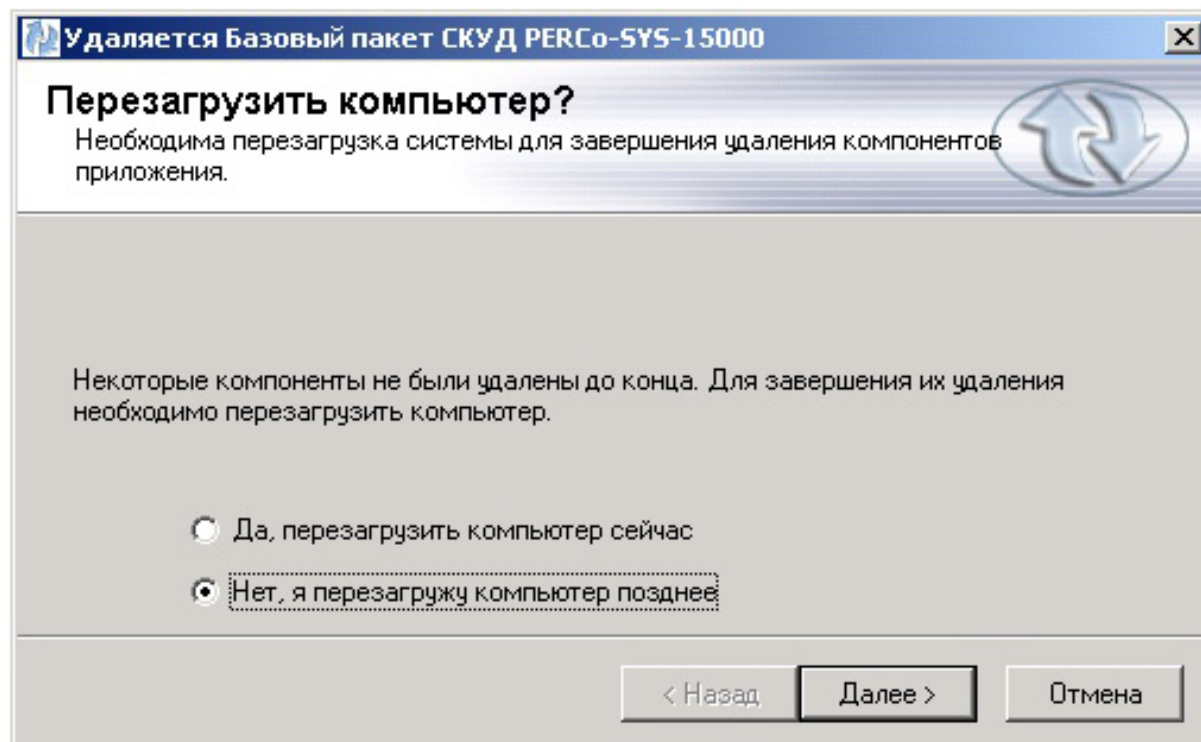 Удаляется Базовый пакет СКУД PERCo-SYS-15000
Перезагрузить компьютер?
Необходима перезагрузка системы для завершения удаления компонентов
приложения.
Некоторые компоненты не были удалены до конца. Для завершения их удаления
необходимо перезагрузить компьютер.
Да, перезагрузить компьютер сейчас
Нет, я перезагружу компьютер позднее
< Назад
Далее >
Отмена